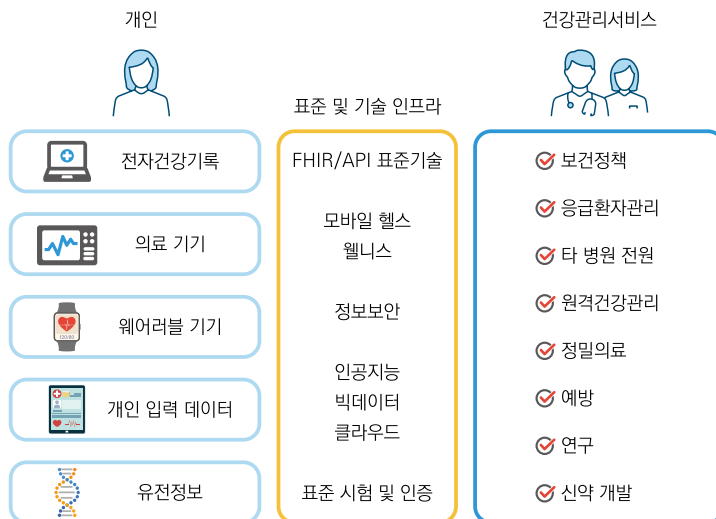 개인
전자건강기록
의료 기기
웨어러블 기기
120/80
개인 입력 데이터
유전정보
표준 및 기술 인프라
FHIR/API 표준기술
모바일 헬스
웰니스
정보보안
인공지능
빅데이터
클라우드
표준 시험 및 인증
건강관리서비스
보건정책
응급환자관리
타 병원 전원
원격건강관리
정밀의료
예방
연구
신약 개발